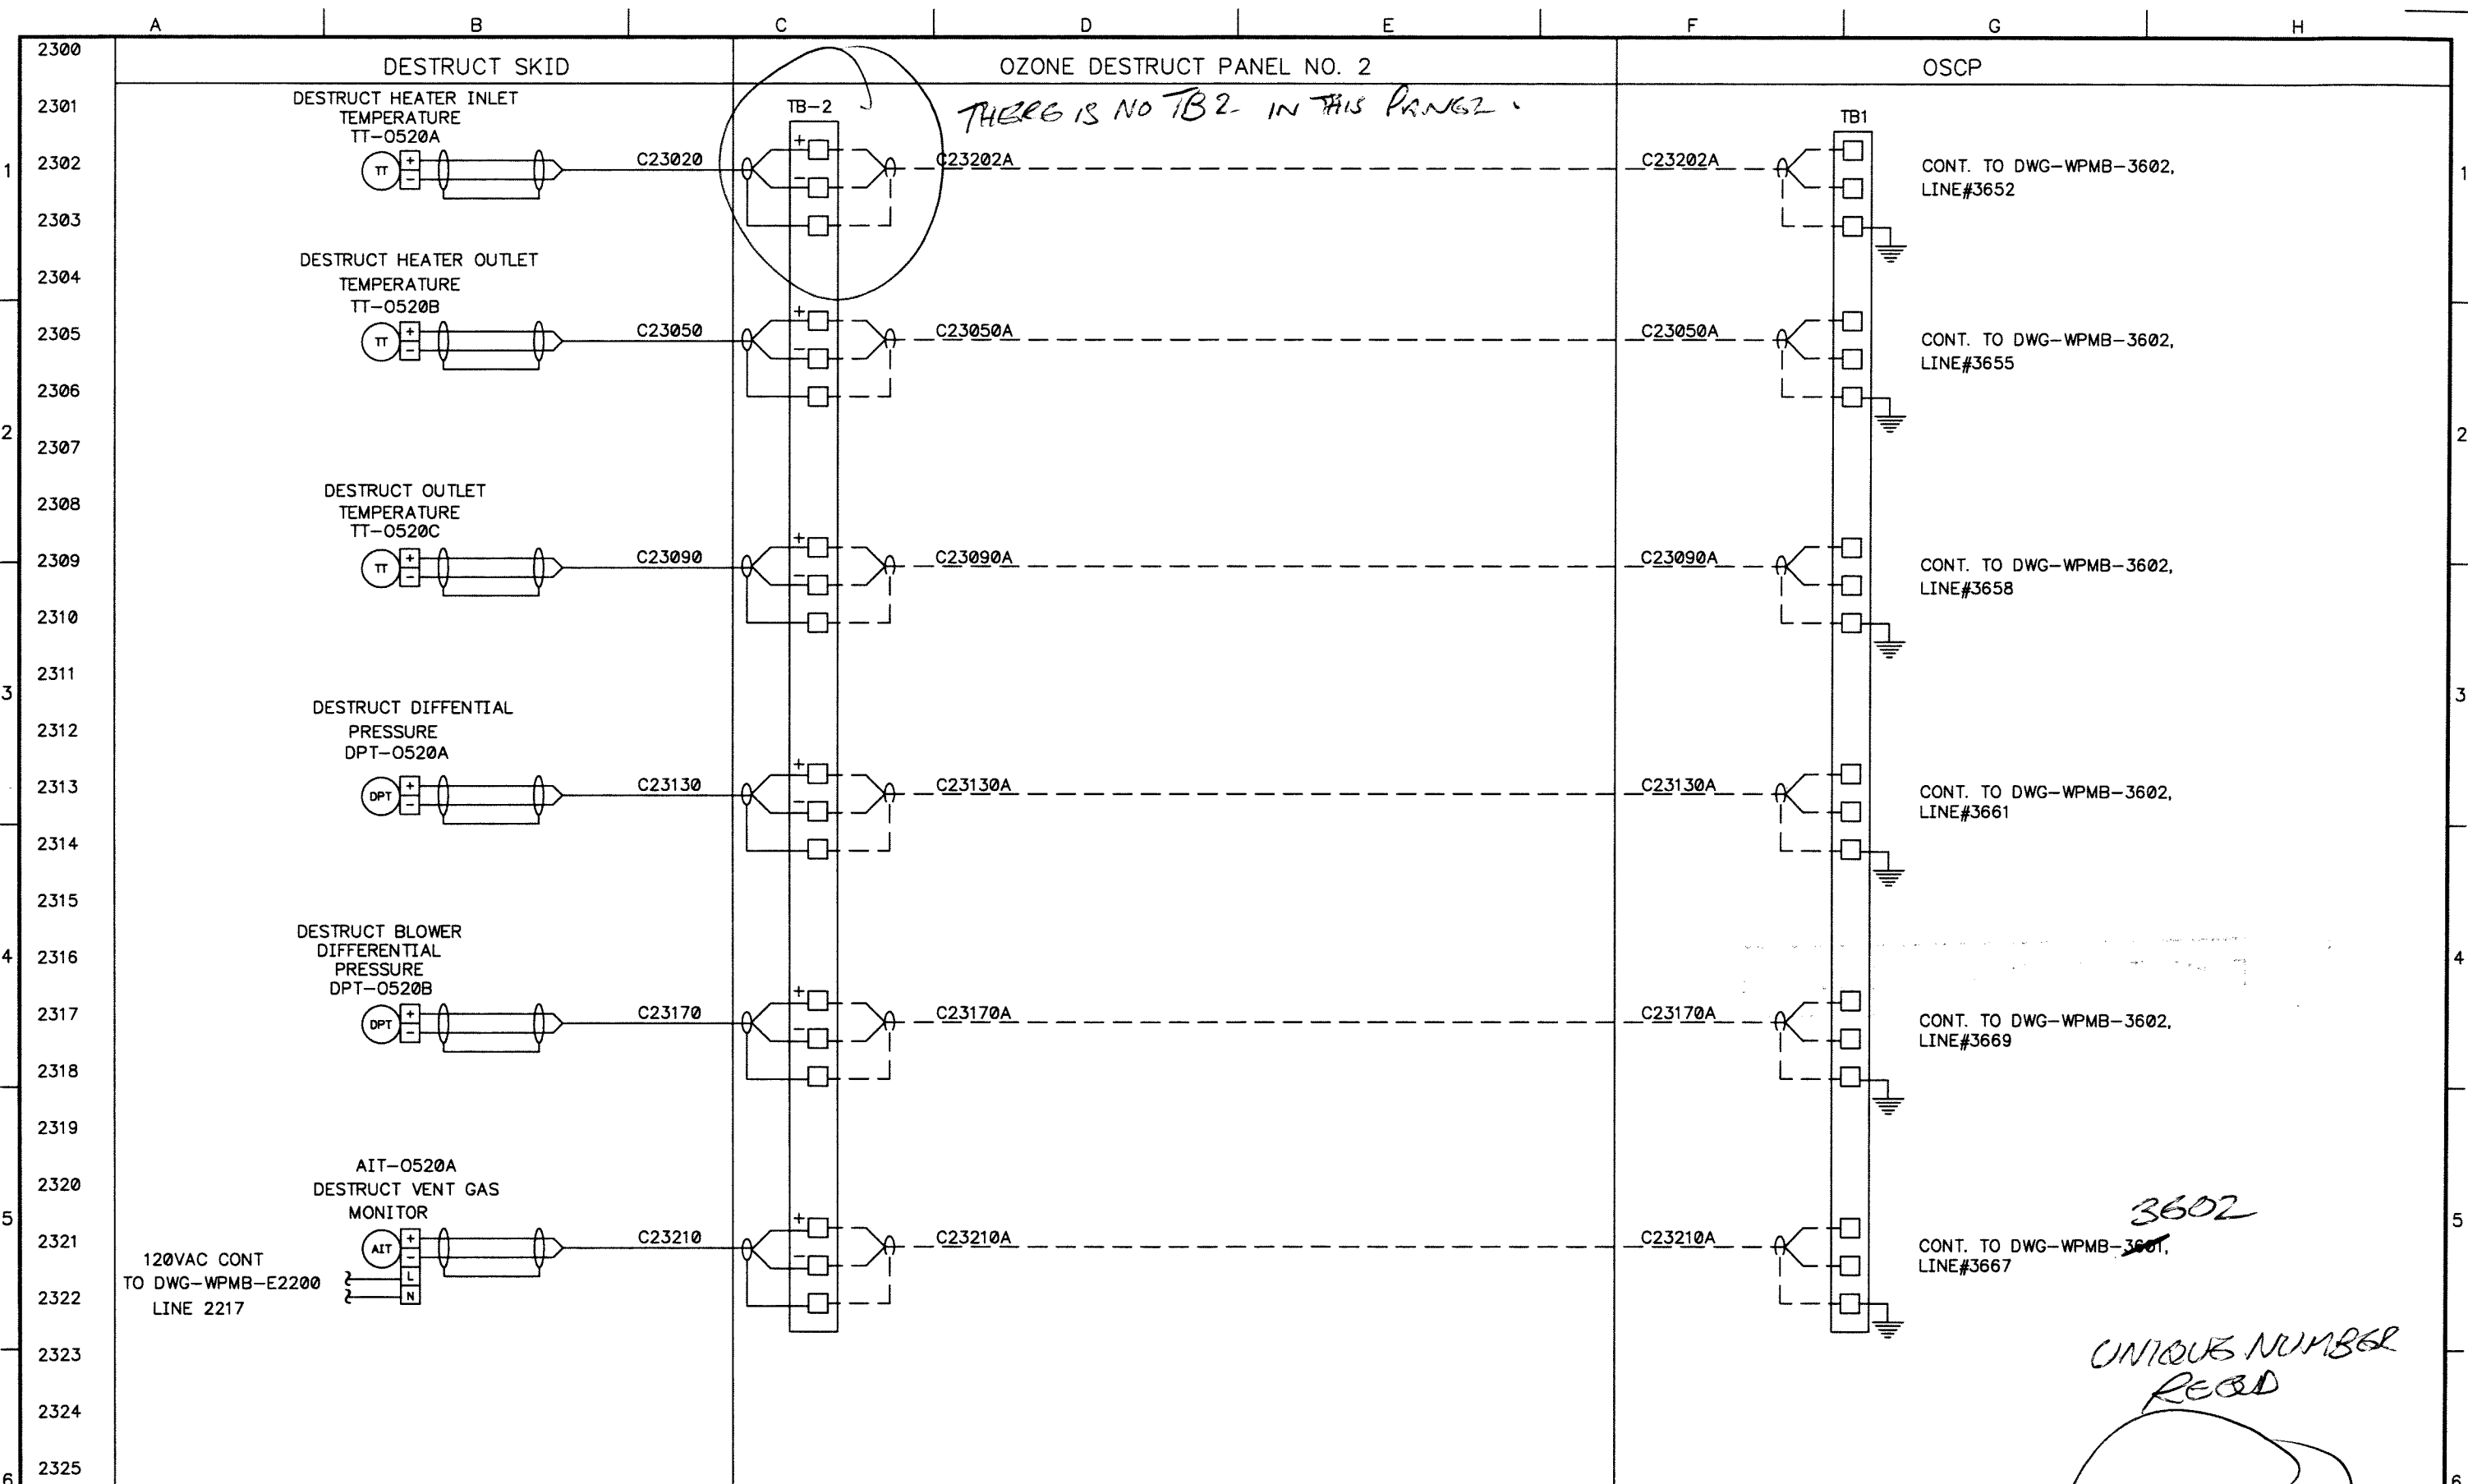 A B C D E F G H
2300
DESTRUCT SKID
OZONE DESTRUCT PANEL NO. 2
OSCP
2301
DESTRUCT HEATER INLET
TEMPERATURE
TT-0520A
TB-2
THERE IS NO TB2 IN THIS PANEL.
TB1
1
2302
TT
+
-
C23020
+
-
C23202A
C23202A
CONT. TO DWG-WPMB-3602,
LINE#3652
1
2303
2304
DESTRUCT HEATER OUTLET
TEMPERATURE
TT-0520B
2305
TT
+
-
C23050
+
-
C23050A
C23050A
CONT. TO DWG-WPMB-3602,
LINE#3655
2306
2
2
2307
2308
DESTRUCT OUTLET
TEMPERATURE
TT-0520C
2309
TT
+
-
C23090
+
-
C23090A
C23090A
CONT. TO DWG-WPMB-3602,
LINE#3658
2310
2311
3
3
2312
DESTRUCT DIFFENTIAL
PRESSURE
DPT-0520A
2313
DPT
+
-
C23130
+
-
C23130A
C23130A
CONT. TO DWG-WPMB-3602,
LINE#3661
2314
2315
DESTRUCT BLOWER
DIFFERENTIAL
PRESSURE
DPT-0520B
4
2316
4
2317
DPT
+
-
C23170
+
-
C23170A
C23170A
CONT. TO DWG-WPMB-3602,
LINE#3669
2318
2319
AIT-0520A
DESTRUCT VENT GAS
MONITOR
2320
3602
5
5
2321
AIT
+
-
L
N
C23210
+
-
C23210A
C23210A
CONT. TO DWG-WPMB-3601,
LINE#3667
120VAC CONT
TO DWG-WPMB-E2200
LINE 2217
2322
2323
UNIQUE NUMBER
REQD
2324
2325
6
6